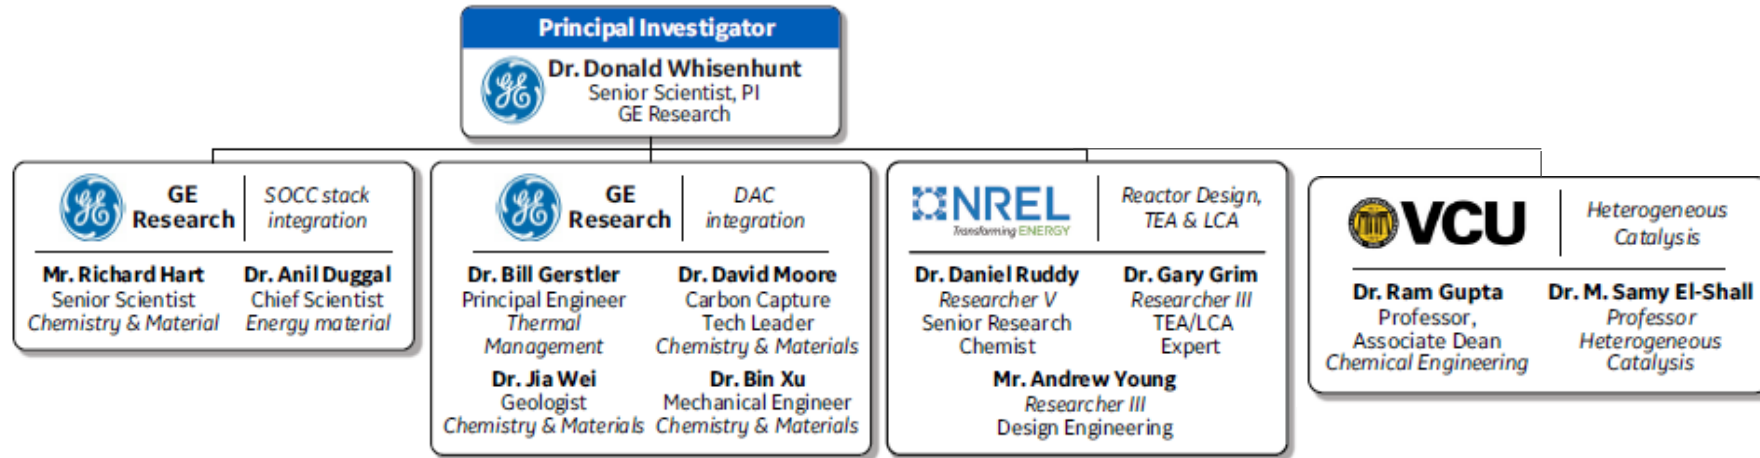 Principal Investigator
Dr. Donald Whisenhunt
Senior Scientist, PI
GE Research
GE
Research
SOCC stack
integration
Mr. Richard Hart
Senior Scientist
Chemistry & Material
Dr. Anil Duggal
Chief Scientist
Energy material
GE
Research
DAC
integration
Dr. Bill Gerstler
Principal Engineer
Thermal
Management
Dr. David Moore
Carbon Capture
Tech Leader
Chemistry & Materials
Dr. Jia Wei
Geologist
Chemistry & Materials
Dr. Bin Xu
Mechanical Engineer
Chemistry & Materials
NREL
Transforming ENERGY
Reactor Design,
TEA & LCA
Dr. Daniel Ruddy
Researcher V
Senior Research
Chemist
Dr. Gary Grim
Researcher III
TEA/LCA
Expert
Mr. Andrew Young
Researcher III
Design Engineering
VCU
Heterogeneous
Catalysis
Dr. Ram Gupta
Professor,
Associate Dean
Chemical Engineering
Dr. M. Samy El-Shall
Professor
Heterogeneous
Catalysis